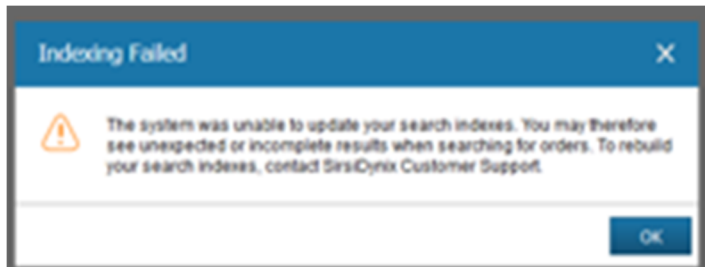 Indexing Failed
The system was unable to update your search indexes. You may therefore
see unexpected or incomplete results when searching for orders. To rebuild
your search indexes, contact SirsiDynix Customer Support.
OK